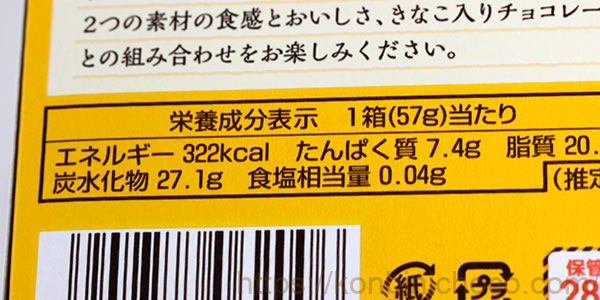 2つの素材の食感とおいしさ、きなこ入りチョコレー
との組み合わせをお楽しみください。
栄養成分表示 1箱(57g)当たり
エネルギー 322kcal たんぱく質 7.4g 脂質 20.
炭水化物 27.1g 食塩相当量 0.04g
(推定
紙
プラ
保管
28